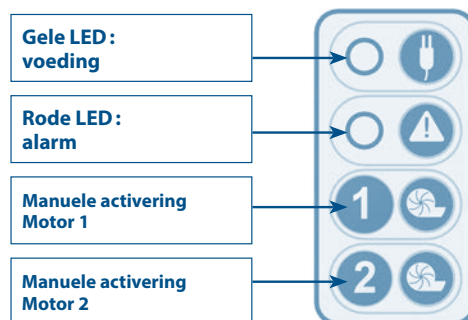 Gele LED :
voeding
Rode LED :
alarm
Manuele activering
Motor 1
1
Manuele activering
Motor 2
2